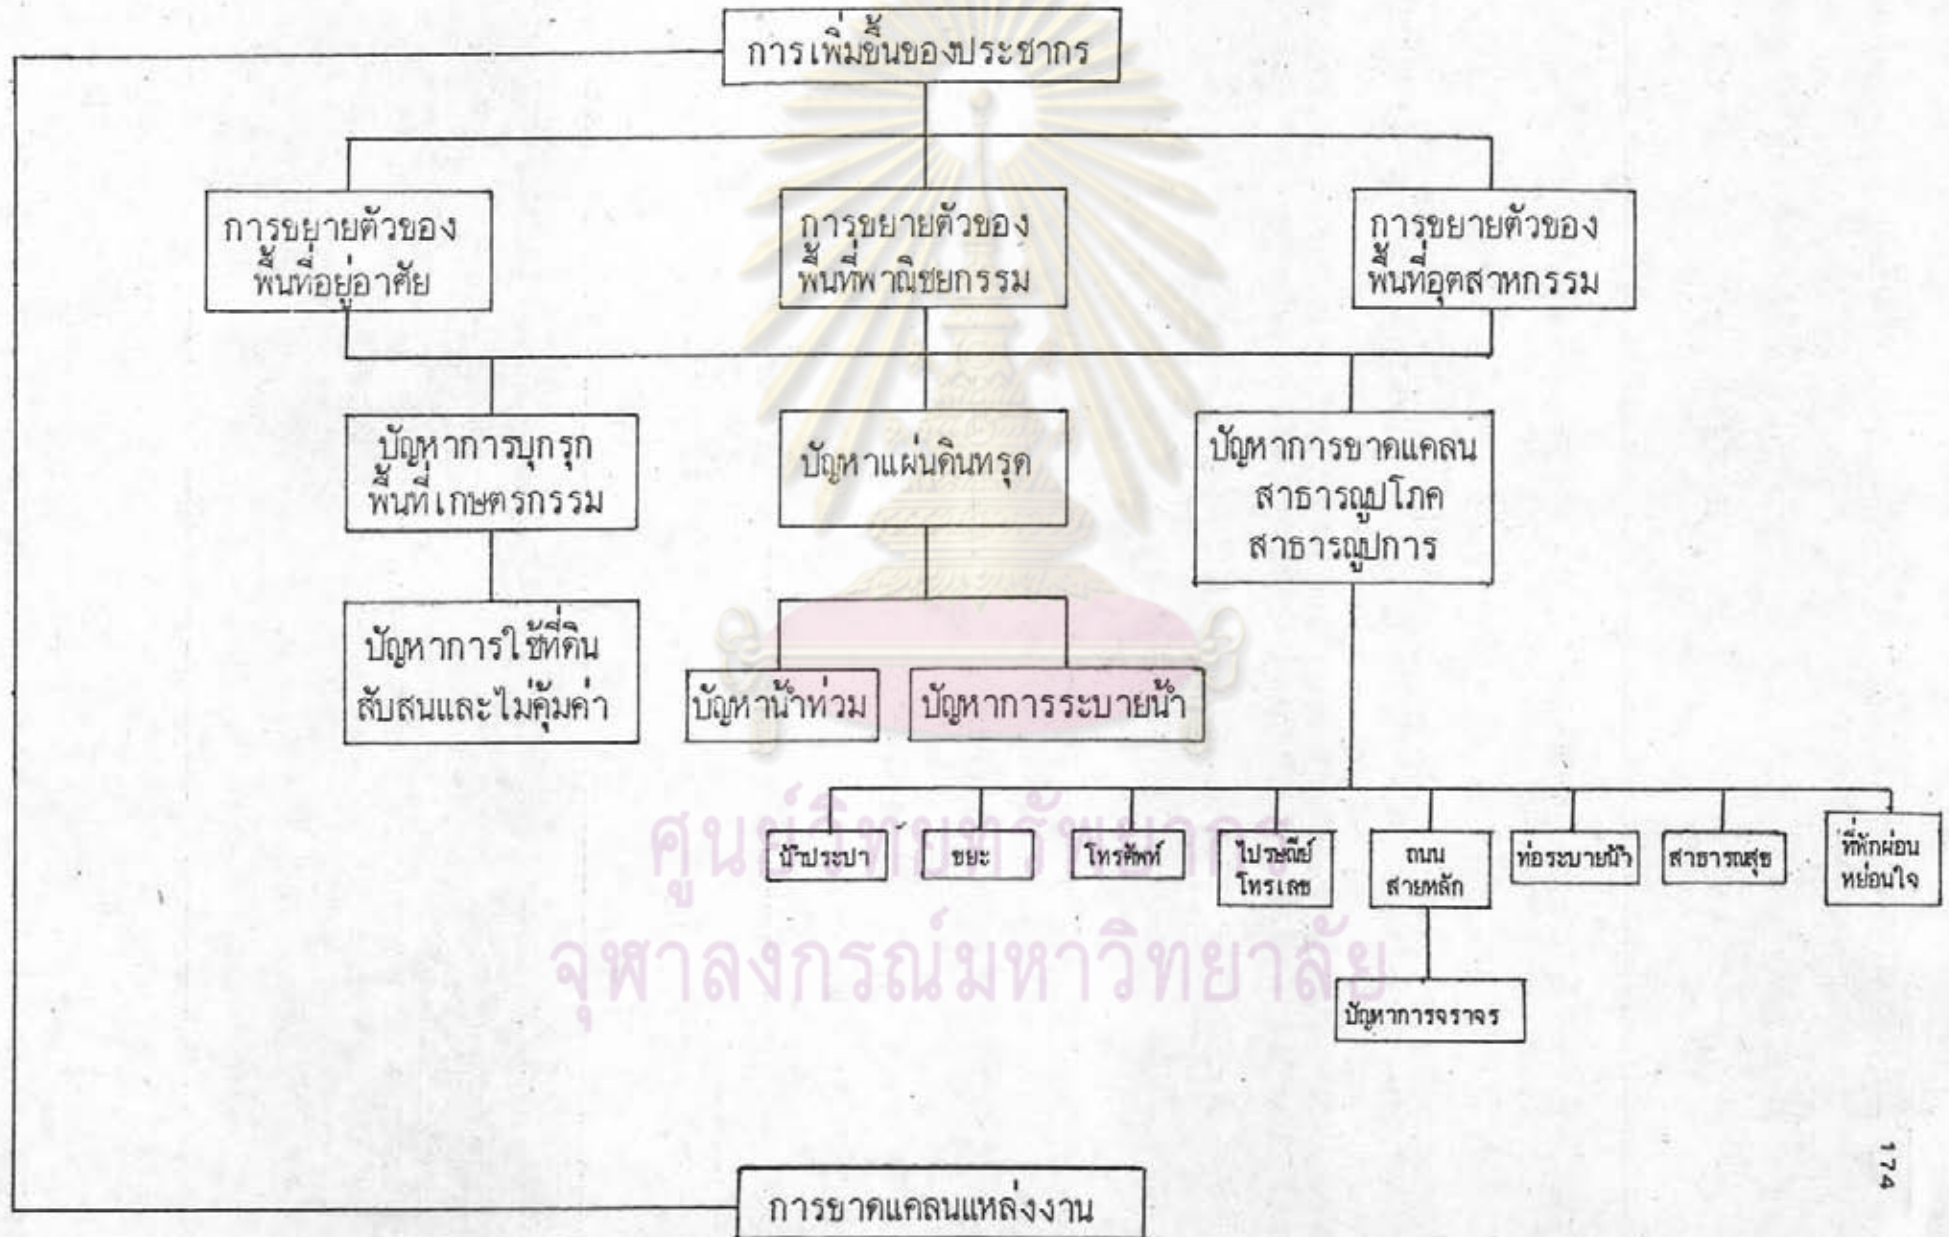 การเพิ่มขึ้นของประชากร
การขยายตัวของ
พื้นที่อยู่อาศัย
การขยายตัวของ
พื้นที่พาณิชยกรรม
การขยายตัวของ
พื้นที่อุตสาหกรรม
ปัญหาการบุกรุก
พื้นที่เกษตรกรรม
ปัญหาแผ่นดินทรุด
ปัญหาการขาดแคลน
สาธารณูปโภค
สาธารณูปการ
ปัญหาการใช้ที่ดิน
สับสนและไม่คุ้มค่า
ปัญหาน้ำท่วม
ปัญหาการระบายน้ำ
น้ำประปา
ขยะ
โทรศัพท์
ไปรษณีย์
โทรเลข
ถนน
สายหลัก
ท่อระบายน้ำ
สาธารณสุข
ที่พักผ่อน
หย่อนใจ
ปัญหาการจราจร
ศูนย์วิทยทรัพยากร
จุฬาลงกรณ์มหาวิทยาลัย
การขาดแคลนแหล่งงาน
174